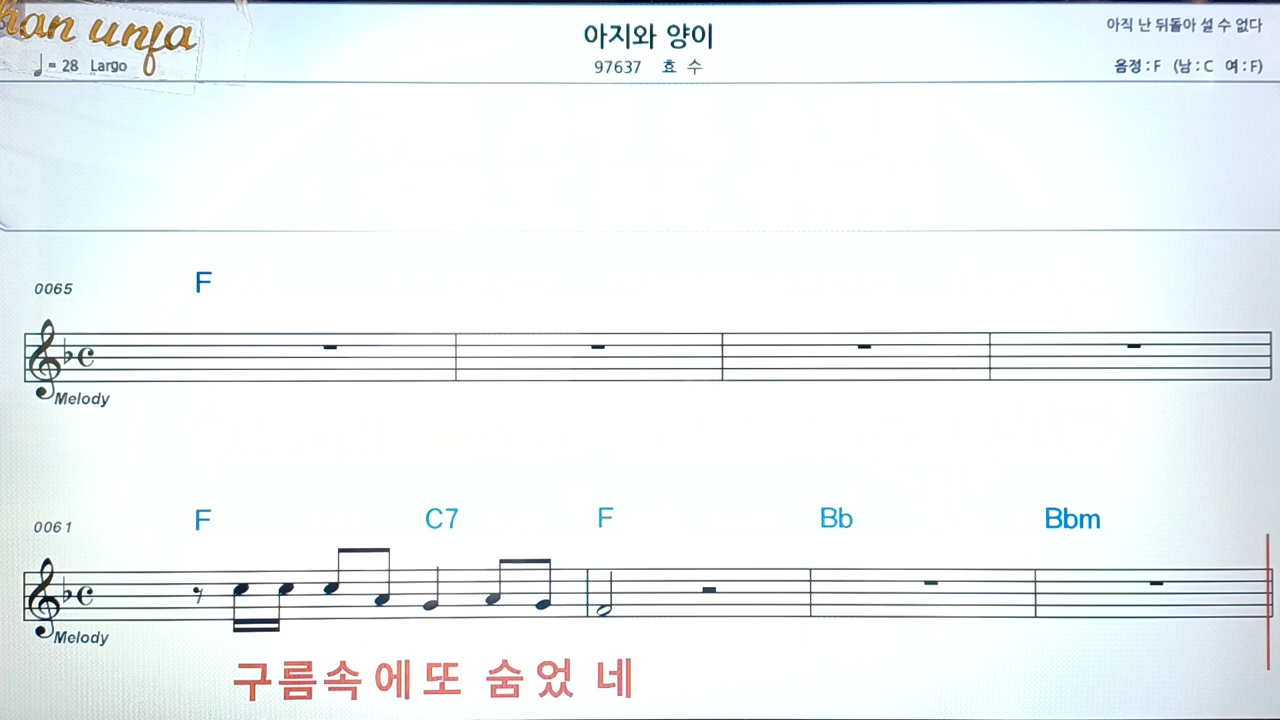 han unfa
아지와 양이
아직 난 뒤돌아 설 수 없다
♩= 28 Largo
97637 효 수
음정 : F (남 : C 여 : F)
0065
F
Melody
0061
F C7 F Bb Bbm
Melody
구름속에또 숨었 네